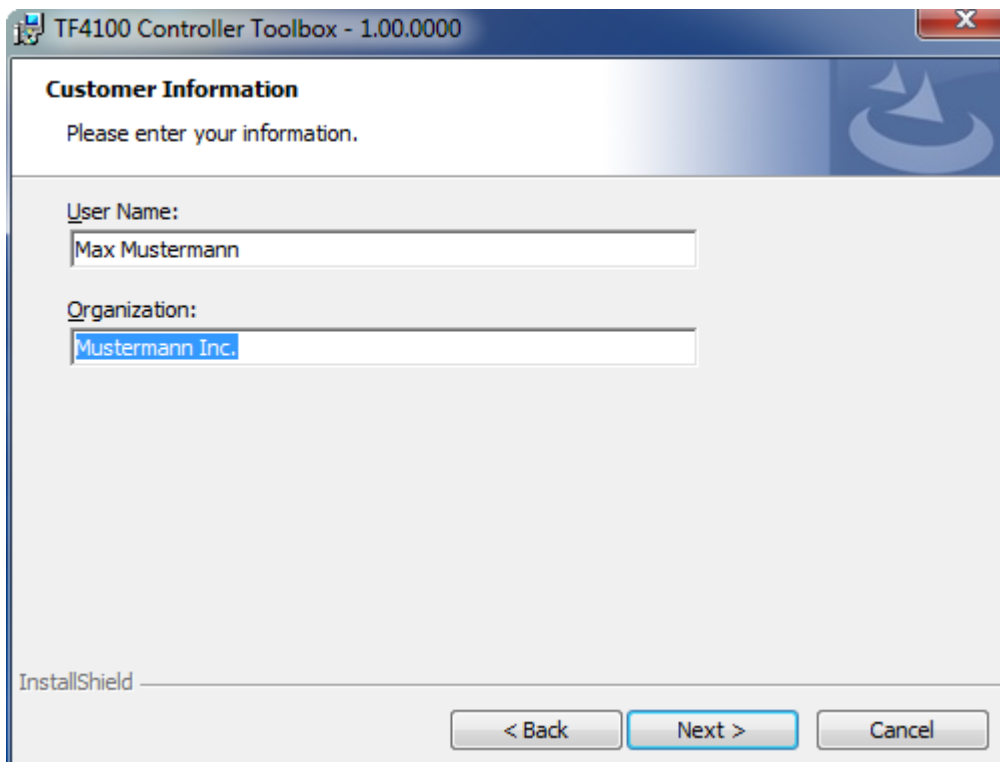 TF4100 Controller Toolbox - 1.00.0000
x
Customer Information
Please enter your information.
User Name:
Max Mustermann
Organization:
Mustermann Inc.
InstallShield
< Back Next > Cancel